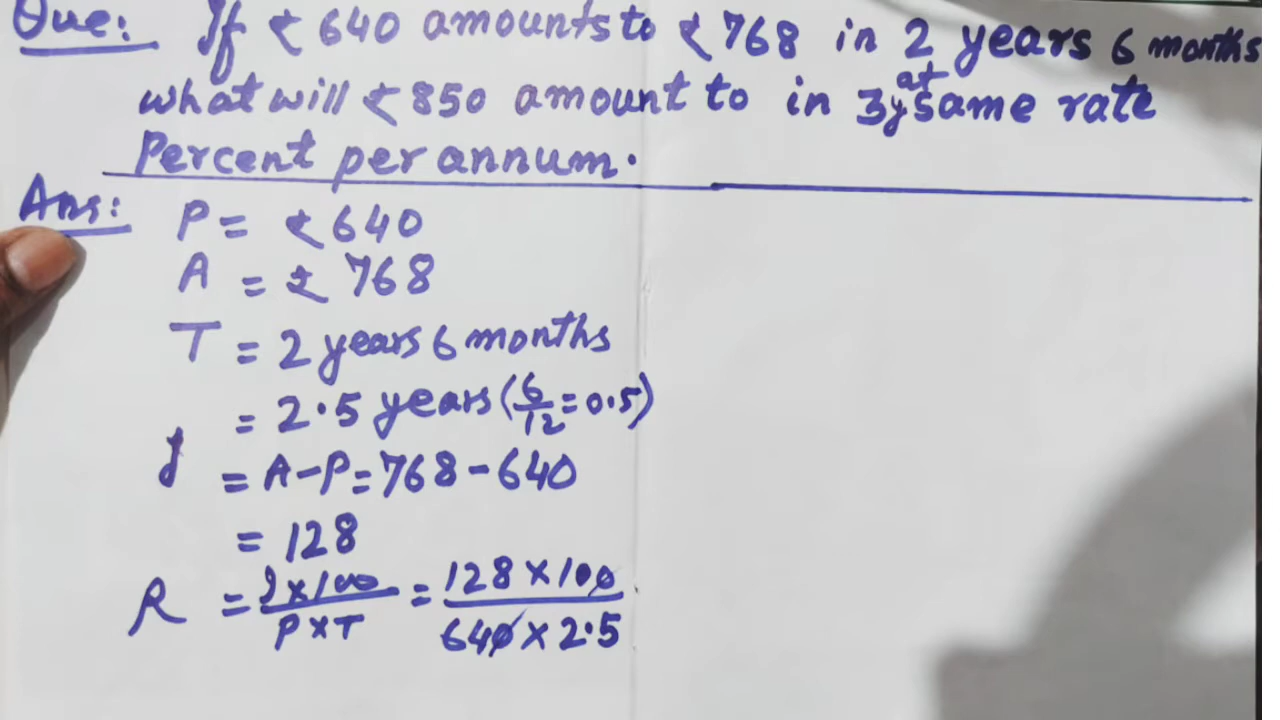 Que: If ₹ 640 amounts to ₹ 768 in 2 years 6 months
what will ₹ 850 amount to in 3y at same rate
Percent per annum.
Ans: P = ₹ 640
A = ₹ 768
T = 2 years 6 months
= 2.5 years (6/12 = 0.5)
I = A-P = 768 - 640
= 128
R = I×100/P×T = 128×100/640×2.5